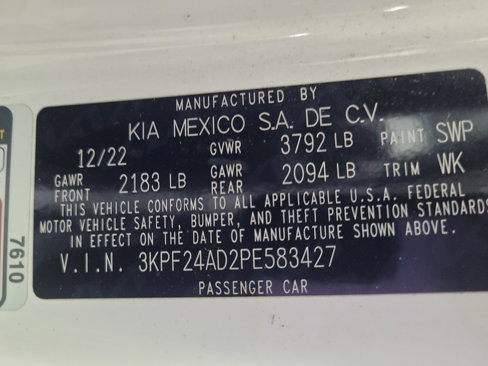 MANUFACTURED BY
KIA MEXICO S.A. DE C.V.
12/22 GVWR 3792 LB PAINT SWP
GAWR FRONT 2183 LB GAWR REAR 2094 LB TRIM WK
THIS VEHICLE CONFORMS TO ALL APPLICABLE U.S.A. FEDERAL
MOTOR VEHICLE SAFETY, BUMPER, AND THEFT PREVENTION STANDARDS
IN EFFECT ON THE DATE OF MANUFACTURE SHOWN ABOVE.
V.I.N. 3KPF24AD2PE583427
PASSENGER CAR
7610